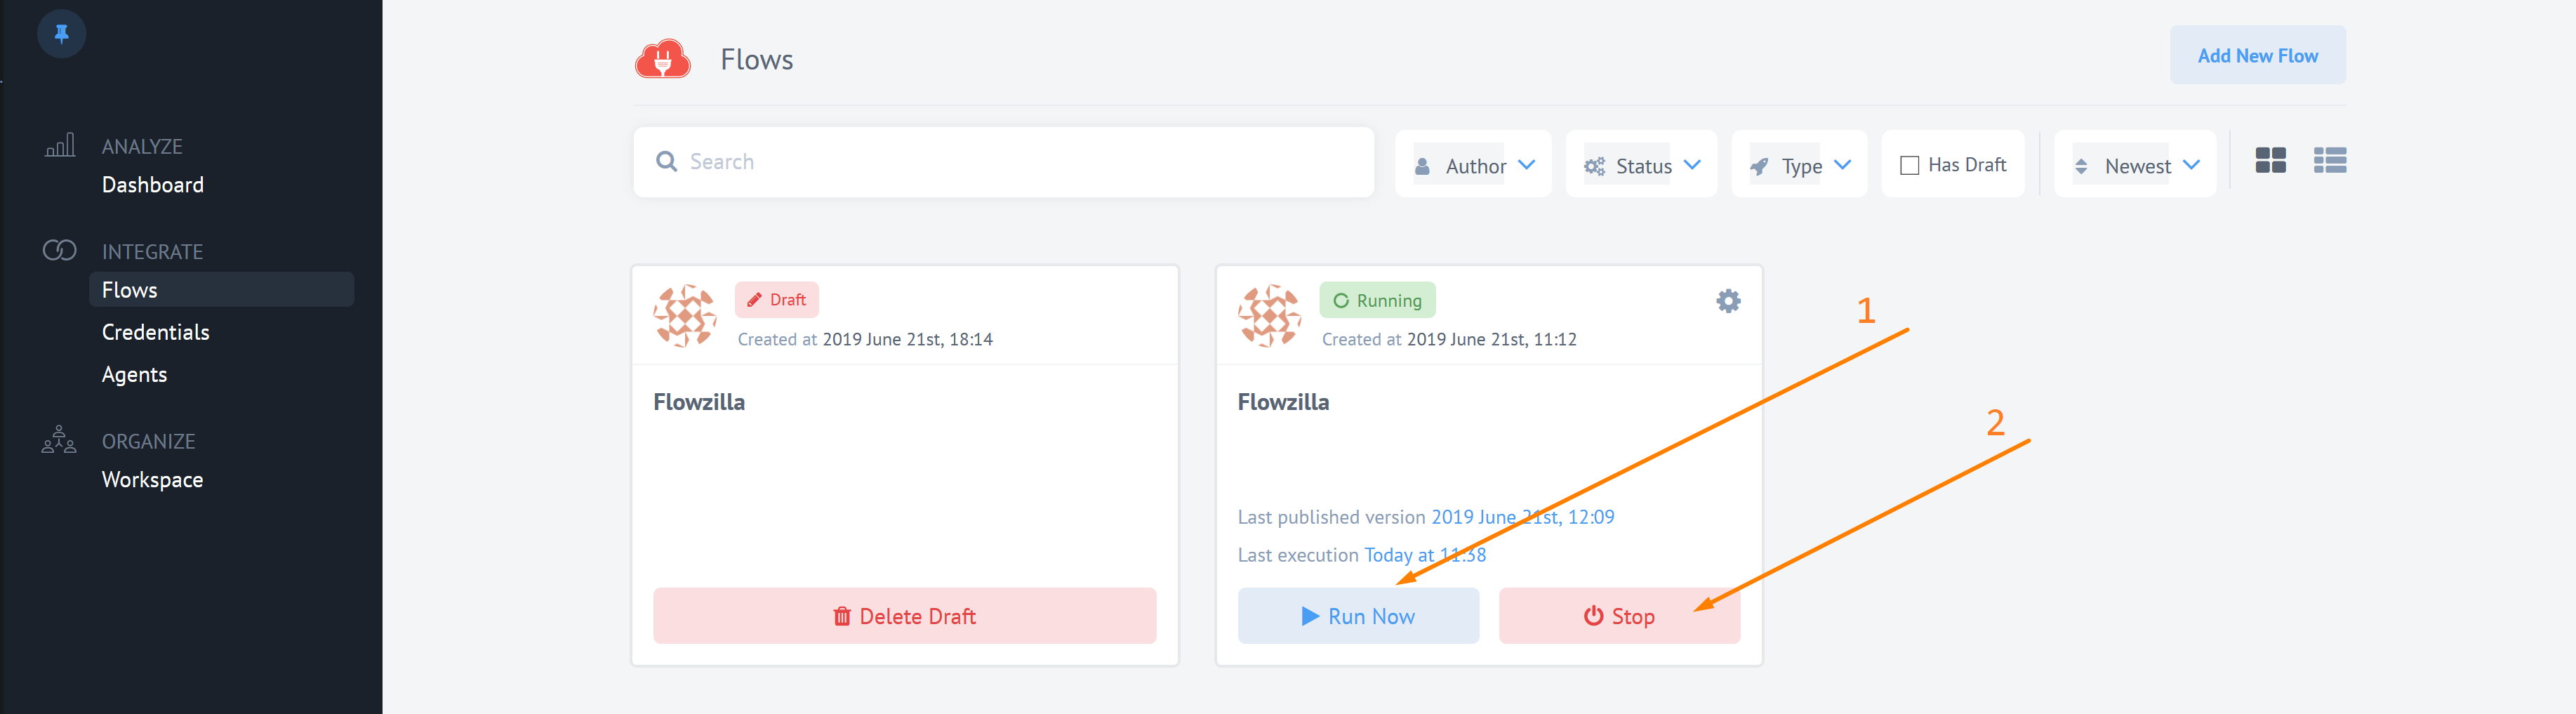 ANALYZE
Dashboard
INTEGRATE
Flows
Credentials
Agents
ORGANIZE
Workspace
Flows
Add New Flow
Search
Author
Status
Type
Has Draft
Newest
Draft
Created at 2019 June 21st, 18:14
Flowzilla
Delete Draft
Running
Created at 2019 June 21st, 11:12
Flowzilla
Last published version 2019 June 21st, 12:09
Last execution Today at 11:38
Run Now
Stop
1
2